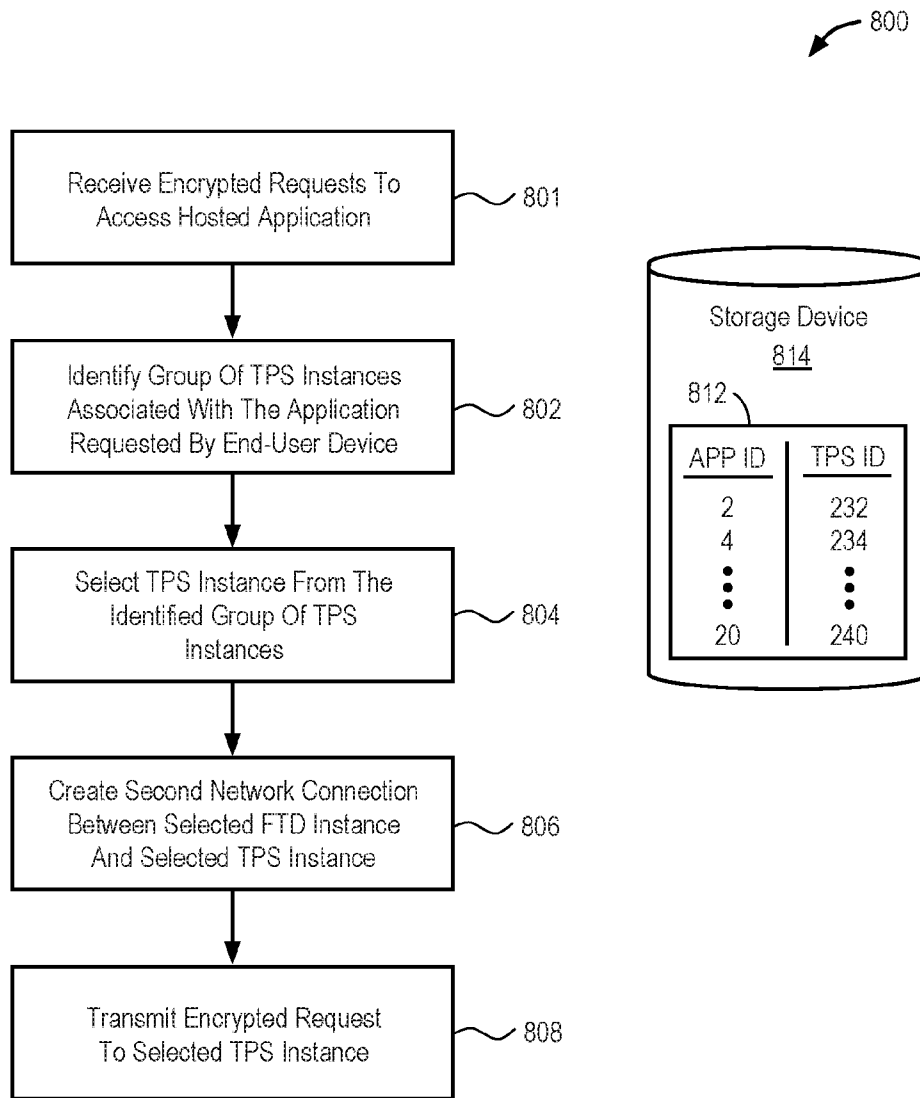 800
Receive Encrypted Requests To
Access Hosted Application
801
Identify Group Of TPS Instances
Associated With The Application
Requested By End-User Device
802
Select TPS Instance From The
Identified Group Of TPS
Instances
804
Create Second Network Connection
Between Selected FTD Instance
And Selected TPS Instance
806
Transmit Encrypted Request
To Selected TPS Instance
808
Storage Device
814
812
APP ID TPS ID
2 232
4 234
20 240